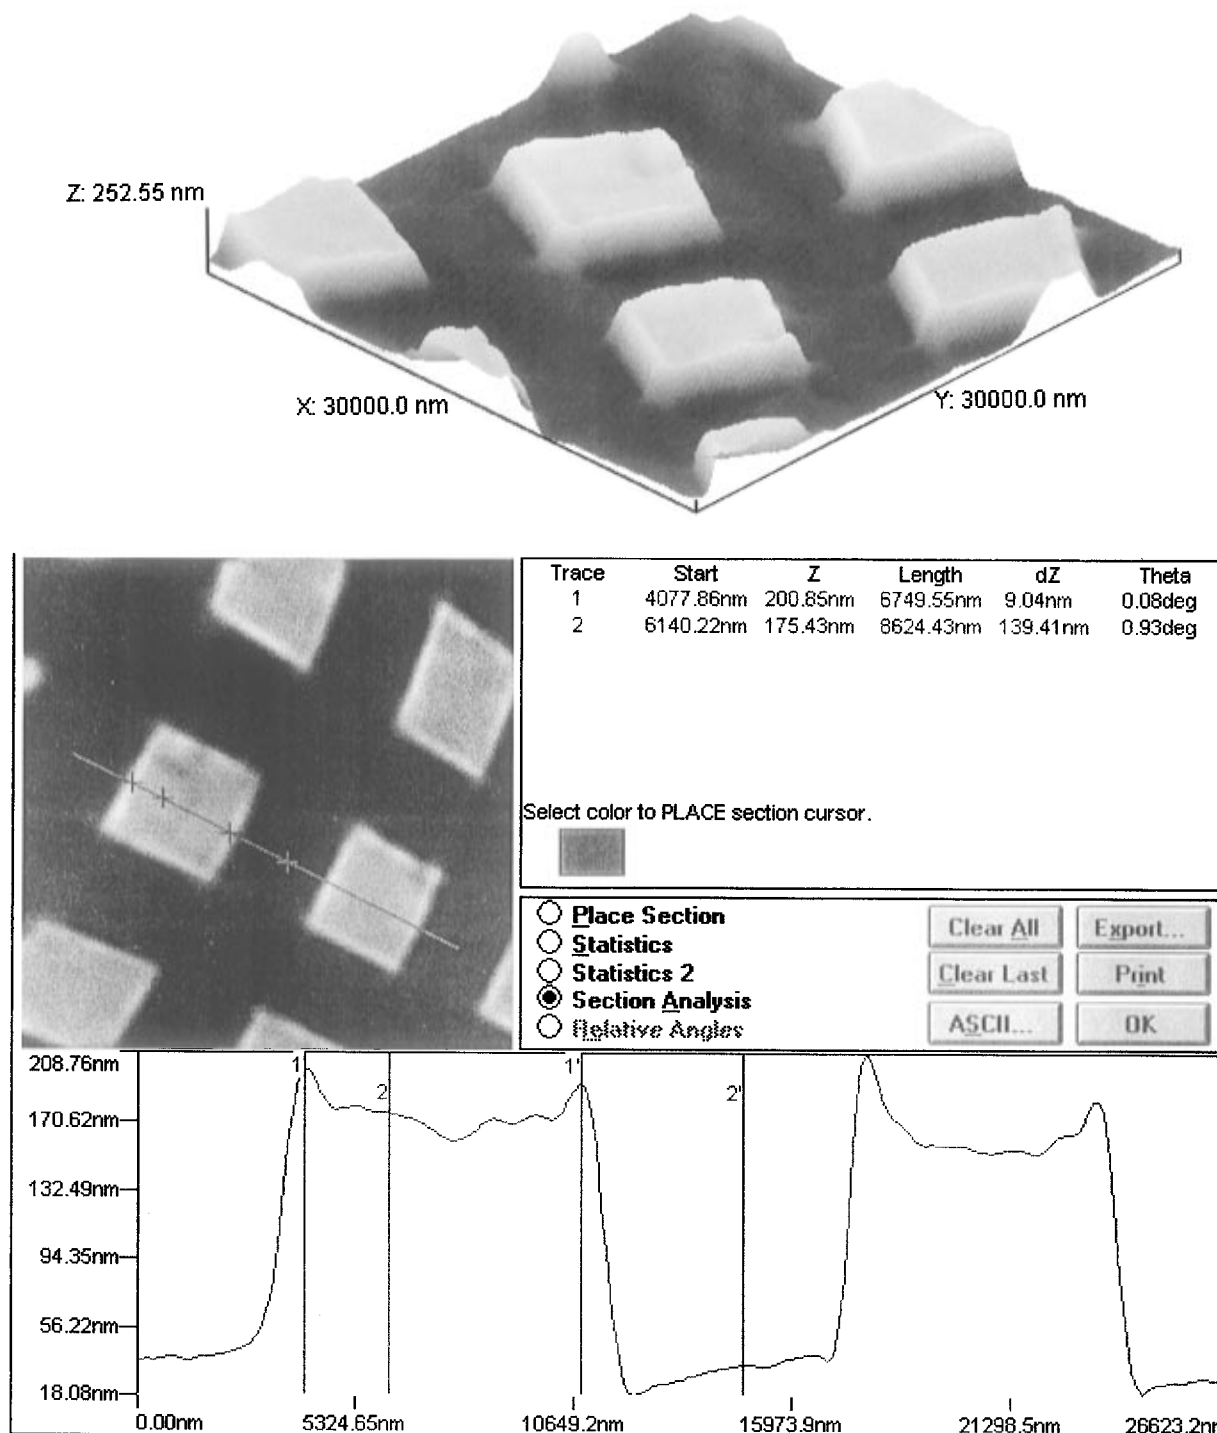 Z: 252.55 nm
X: 30000.0 nm
Y: 30000.0 nm
Trace Start Z Length dZ Theta
1 4077.86nm 200.85nm 6749.55nm 9.04nm 0.08deg
2 6140.22nm 175.43nm 8624.43nm 139.41nm 0.93deg
Select color to PLACE section cursor.
Place Section
Statistics
Statistics 2
Section Analysis
Relative Angles
Clear All Export...
Clear Last Print
ASCII... OK
1 2 1' 2'
208.76nm
170.62nm
132.49nm
94.35nm
56.22nm
18.08nm
0.00nm 5324.65nm 10649.2nm 15973.9nm 21298.5nm 26623.2nm